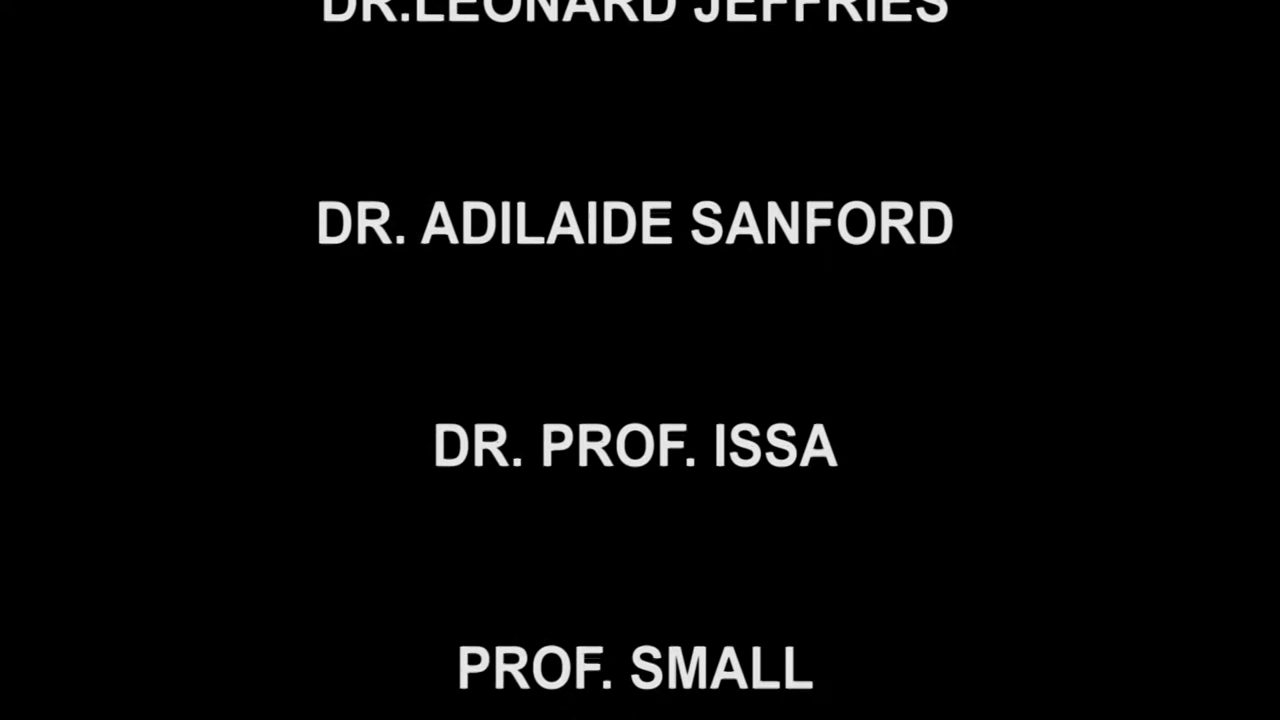 DR.LEONARD JEFFRIES
DR. ADILAIDE SANFORD
DR. PROF. ISSA
PROF. SMALL